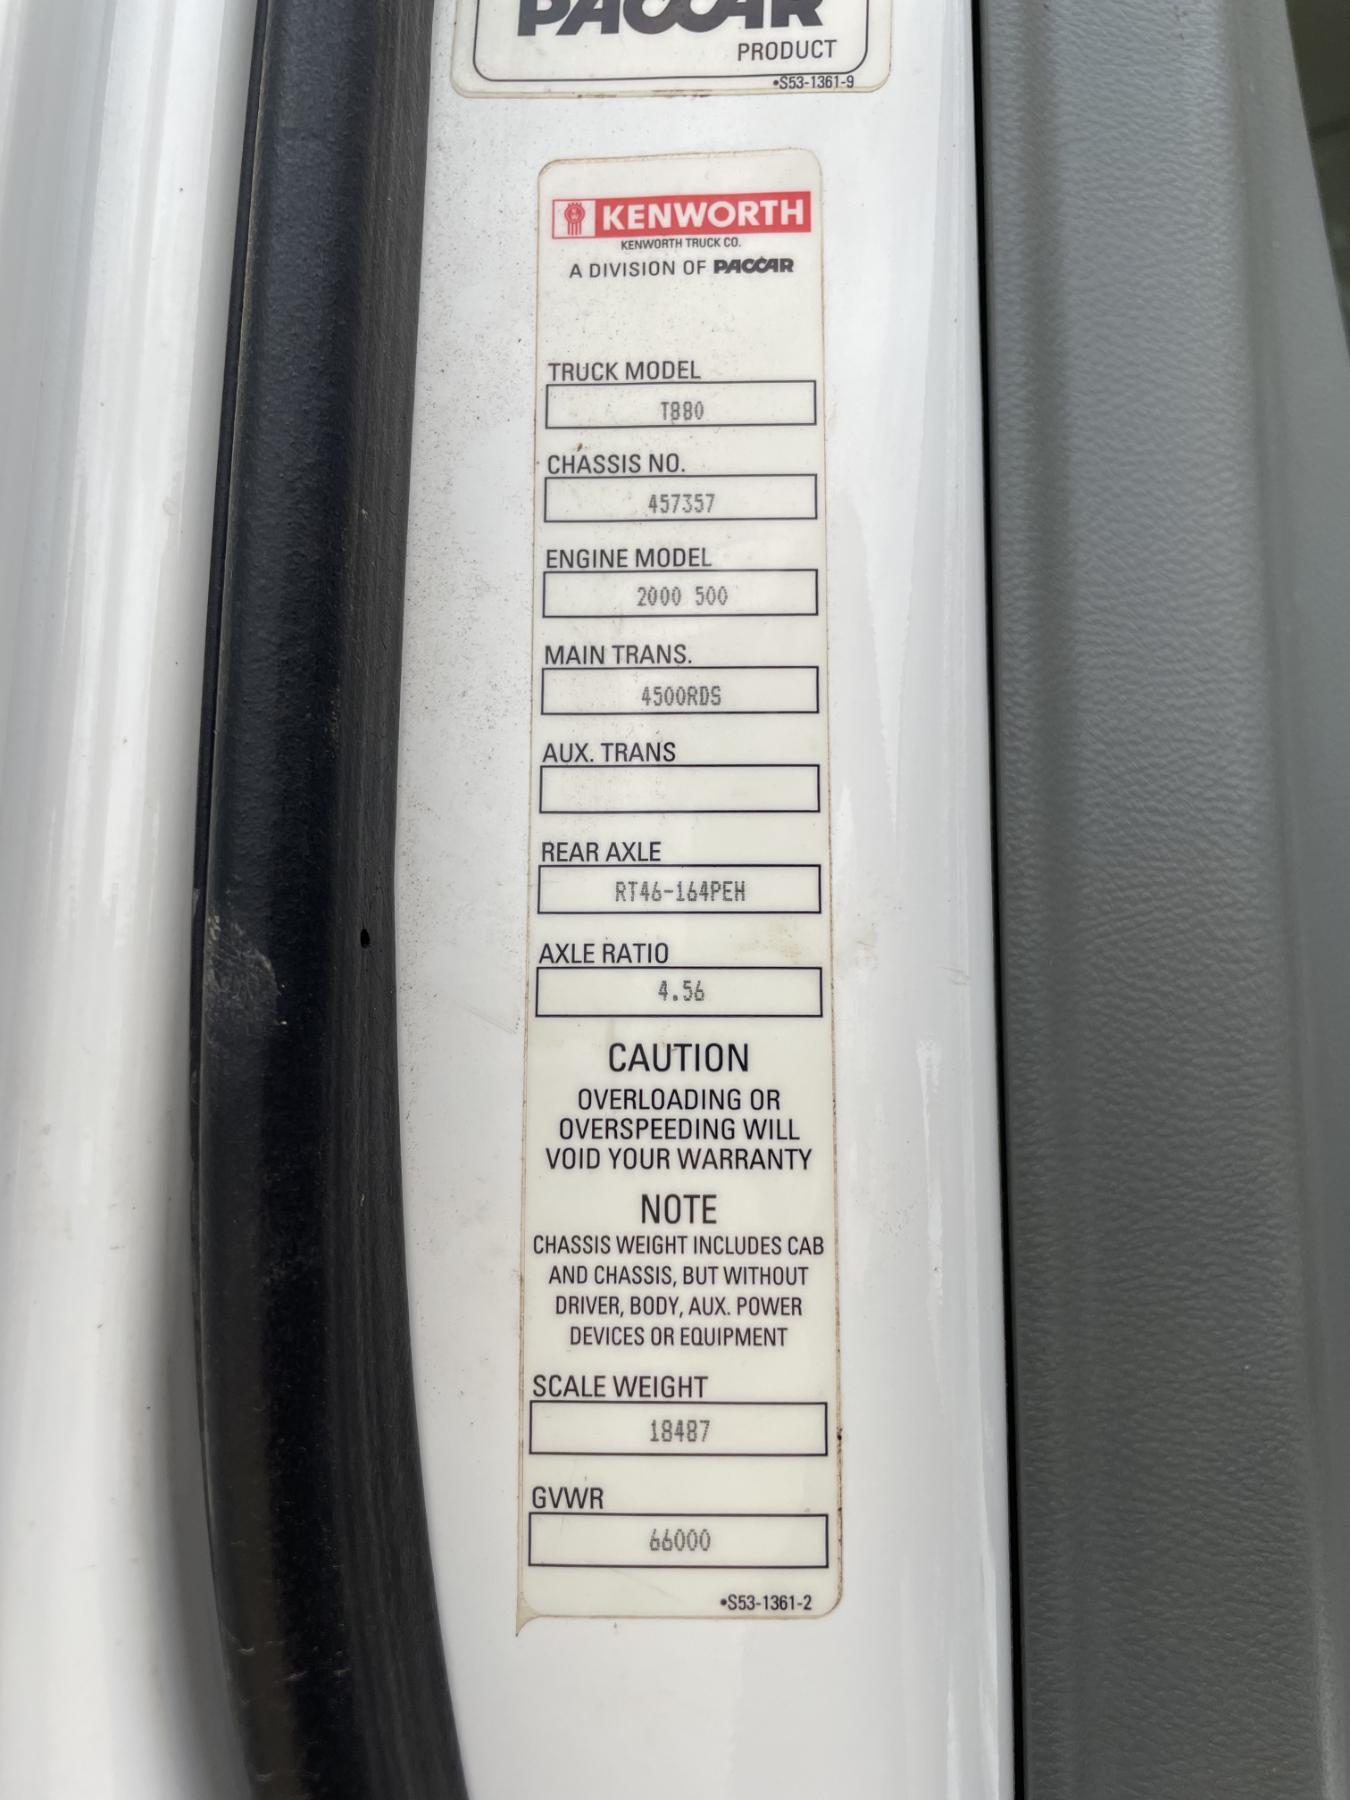 PACCAR
PRODUCT
•S53-1361-9
KENWORTH
KENWORTH TRUCK CO.
A DIVISION OF PACCAR
TRUCK MODEL
T880
CHASSIS NO.
457357
ENGINE MODEL
2000 500
MAIN TRANS.
4500RDS
AUX. TRANS
REAR AXLE
RT46-164PEH
AXLE RATIO
4.56
CAUTION
OVERLOADING OR
OVERSPEEDING WILL
VOID YOUR WARRANTY
NOTE
CHASSIS WEIGHT INCLUDES CAB
AND CHASSIS, BUT WITHOUT
DRIVER, BODY, AUX. POWER
DEVICES OR EQUIPMENT
SCALE WEIGHT
18487
GVWR
66000
•S53-1361-2